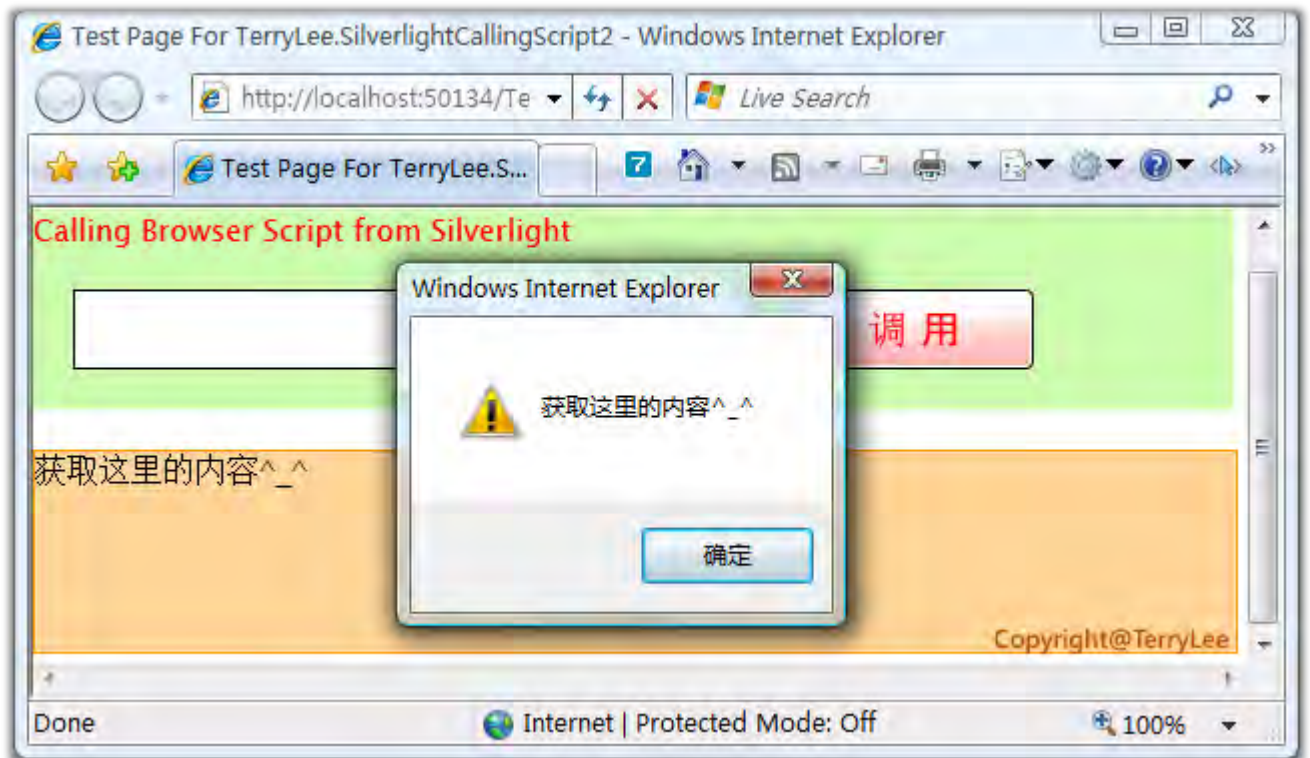 Test Page For TerryLee.SilverlightCallingScript2 - Windows Internet Explorer
http://localhost:50134/Te
Live Search
Test Page For TerryLee.S...
Calling Browser Script from Silverlight
Windows Internet Explorer
调 用
获取这里的内容^_^
获取这里的内容^_^
确定
Copyright@TerryLee
Done
Internet | Protected Mode: Off
100%